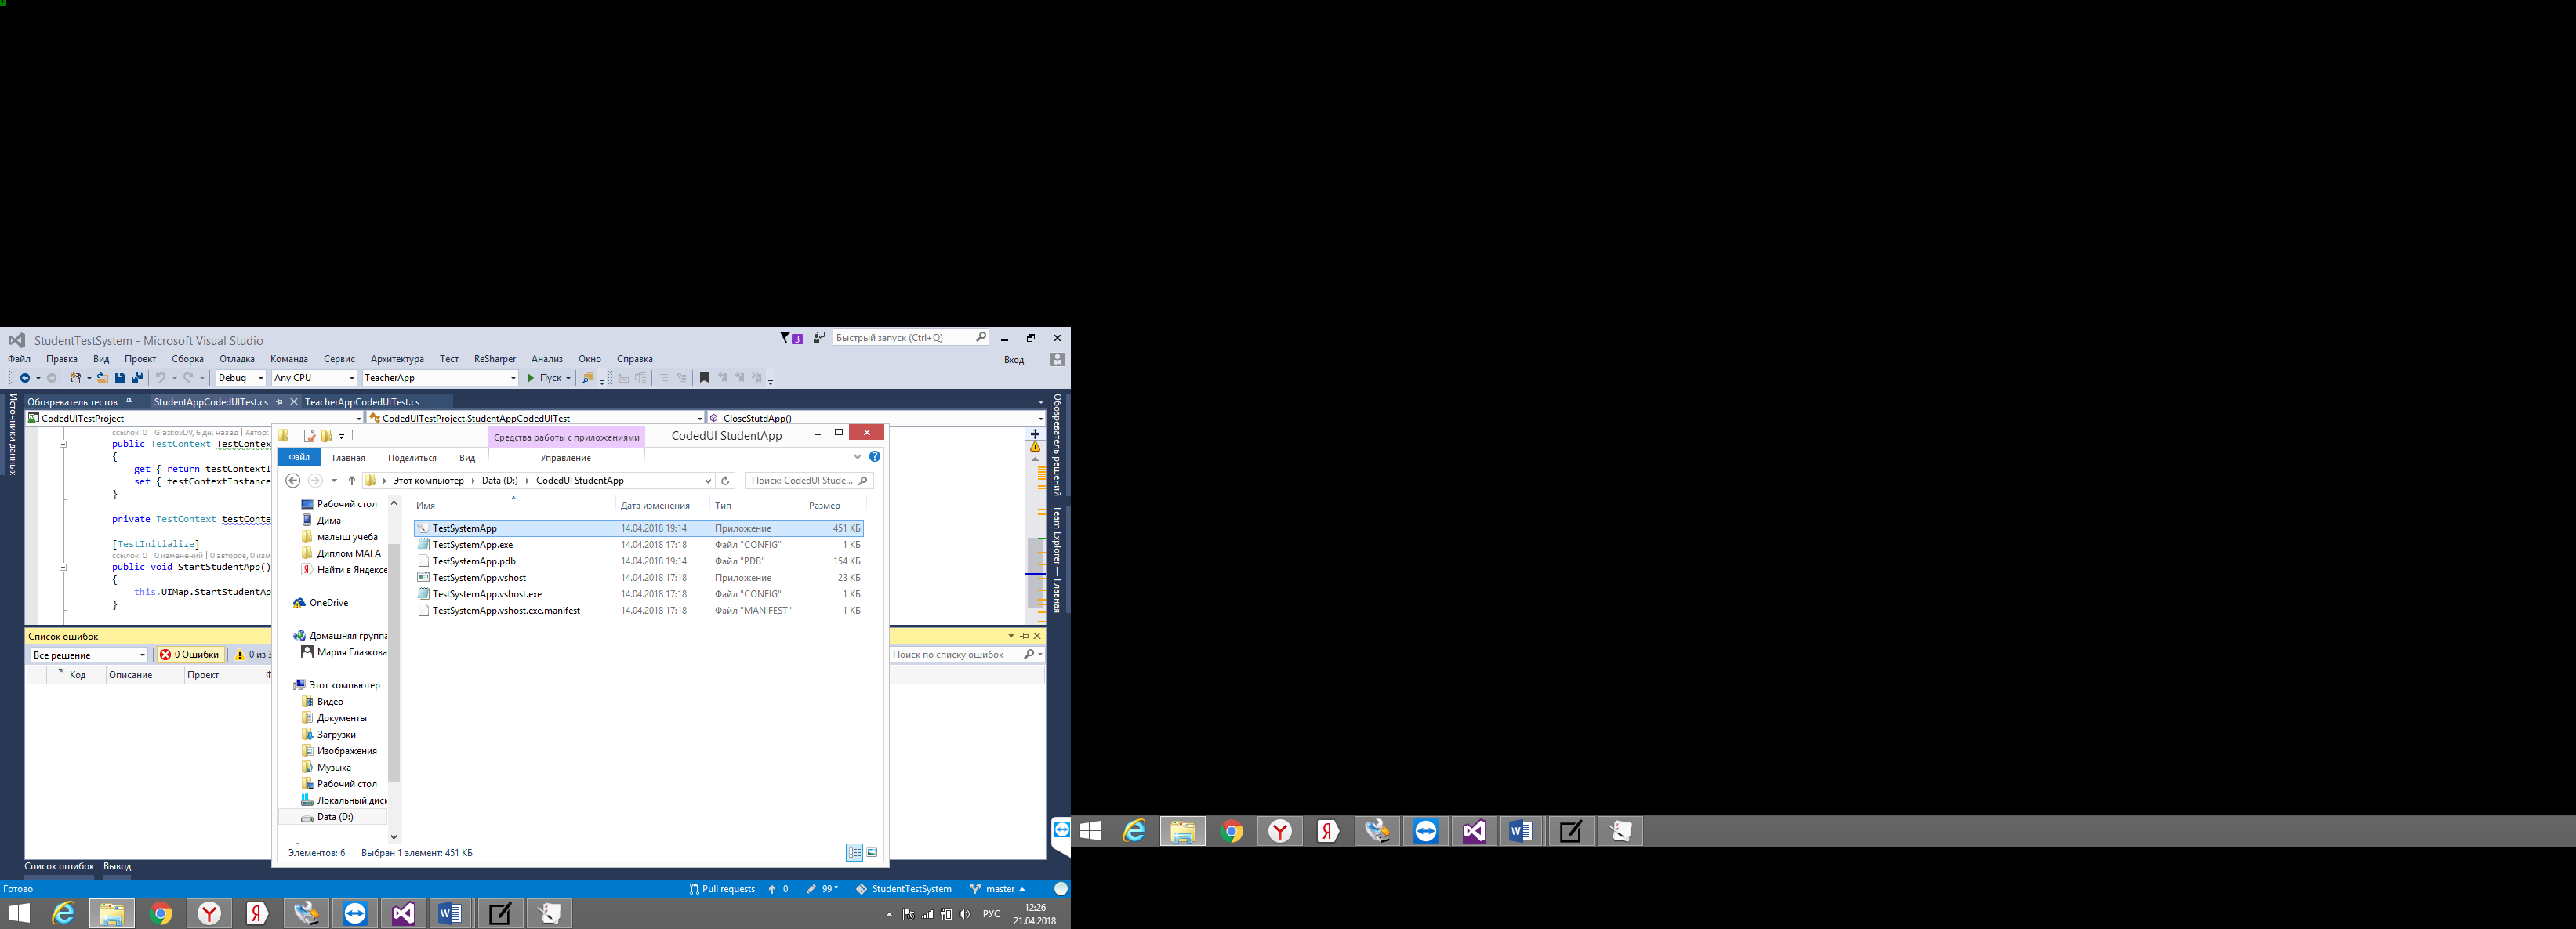 StudentTestSystem - Microsoft Visual Studio
3
Быстрый запуск (Ctrl+Q)
Файл Правка Вид Проект Сборка Отладка Команда Сервис Архитектура Тест ReSharper Анализ Окно Справка
Вход
Debug Any CPU TeacherApp Пуск
Источники данных
Обозреватель тестов StudentAppCodedUITest.cs TeacherAppCodedUITest.cs
CodedUITestProject CodedUITestProject.StudentAppCodedUITest CloseStutdApp()
ссылок: 0 | GlazkovDV, 6 дн. назад | Автор:
public TestContext TestContex
{
get { return testContextI
set { testContextInstance
}
private TestContext testConte
[TestInitialize]
ссылок: 0 | 0 изменений | 0 авторов, 0 изм
public void StartStudentApp()
{
this.UIMap.StartStudentAp
}
Обозреватель решений
Team Explorer — Главная
Средства работы с приложениями
CodedUI StudentApp
Файл Главная Поделиться Вид Управление
Этот компьютер Data (D:) CodedUI StudentApp
Поиск: CodedUI Stude...
Рабочий стол
Дима
малыш учеба
Диплом МАГА
Найти в Яндексе
OneDrive
Домашняя группа
Мария Глазкова
Этот компьютер
Видео
Документы
Загрузки
Изображения
Музыка
Рабочий стол
Локальный диск
Data (D:)
Имя Дата изменения Тип Размер
TestSystemApp 14.04.2018 19:14 Приложение 451 КБ
TestSystemApp.exe 14.04.2018 17:18 Файл "CONFIG" 1 КБ
TestSystemApp.pdb 14.04.2018 19:14 Файл "PDB" 154 КБ
TestSystemApp.vshost 14.04.2018 17:18 Приложение 23 КБ
TestSystemApp.vshost.exe 14.04.2018 17:18 Файл "CONFIG" 1 КБ
TestSystemApp.vshost.exe.manifest 14.04.2018 17:18 Файл "MANIFEST" 1 КБ
Элементов: 6 Выбран 1 элемент: 451 КБ
Список ошибок
Все решение 0 Ошибки 0 из 3
Поиск по списку ошибок
Код Описание Проект Ф
Список ошибок Вывод
Готово
Pull requests 0 99* StudentTestSystem master
РУС
12:26
21.04.2018